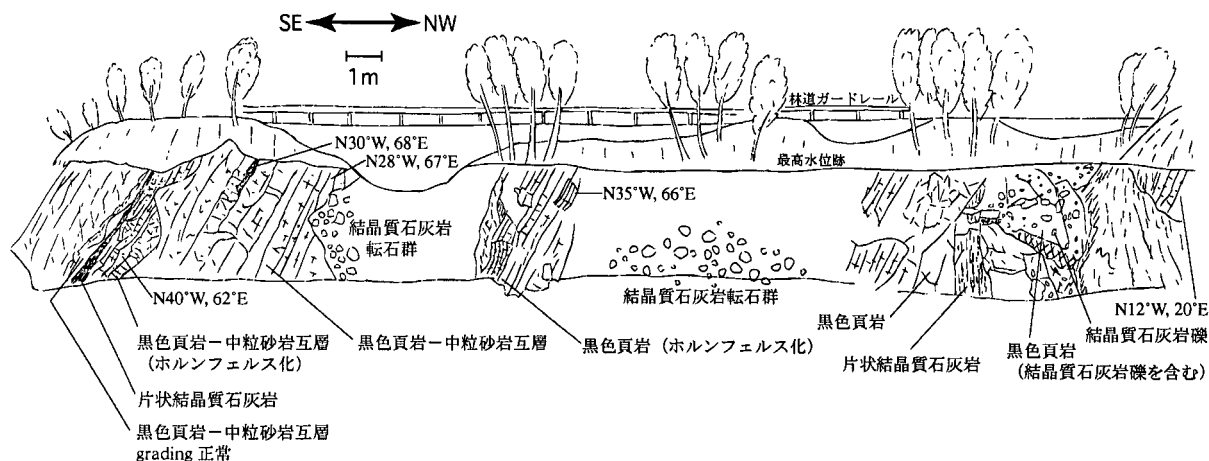 SE NW
1m
林道ガードレール
N30°W, 68°E
N28°W, 67°E
最高水位跡
N35°W, 66°E
結晶質石灰岩
転石群
結晶質石灰岩転石群
N40°W, 62°E
N12°W, 20°E
黒色頁岩
結晶質石灰岩礫
黒色頁岩ー中粒砂岩互層
(ホルンフェルス化)
黒色頁岩ー中粒砂岩互層
黒色頁岩(ホルンフェルス化)
片状結晶質石灰岩
黒色頁岩
(結晶質石灰岩礫を含む)
片状結晶質石灰岩
黒色頁岩ー中粒砂岩互層
grading 正常